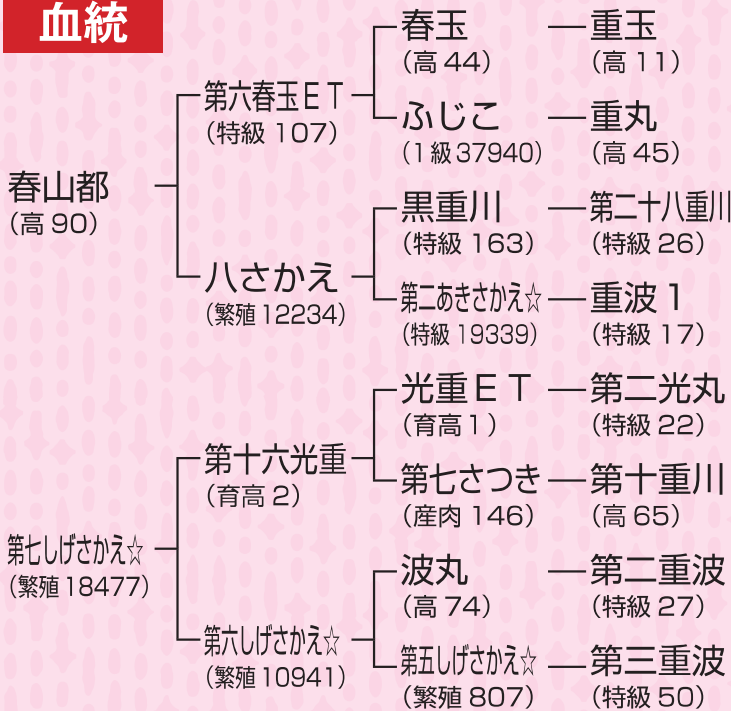 血統
春山都
（高 90）
第六春玉ＥＴ
（特級 107）
春玉
（高 44）
重玉
（高 11）
ふじこ
（1 級 37940）
重丸
（高 45）
八さかえ
（繁殖 12234）
黒重川
（特級 163）
第二十八重川
（特級 26）
第二あきさかえ☆
（特級 19339）
重波 1
（特級 17）
第七しげさかえ☆
（繁殖 18477）
第十六光重
（育高 2）
光重ＥＴ
（育高 1）
第二光丸
（特級 22）
第七さつき
（産肉 146）
第十重川
（高 65）
第六しげさかえ☆
（繁殖 10941）
波丸
（高 74）
第二重波
（特級 27）
第五しげさかえ☆
（繁殖 807）
第三重波
（特級 50）